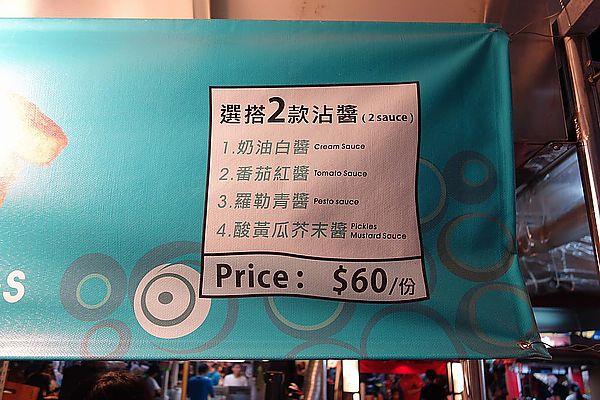 選搭2款沾醬 (2 sauce)
1.奶油白醬 Cream Sauce
2.番茄紅醬 Tomato Sauce
3.羅勒青醬 Pesto sauce
4.酸黃瓜芥末醬 Pickles Mustard Sauce
Price: $60/份